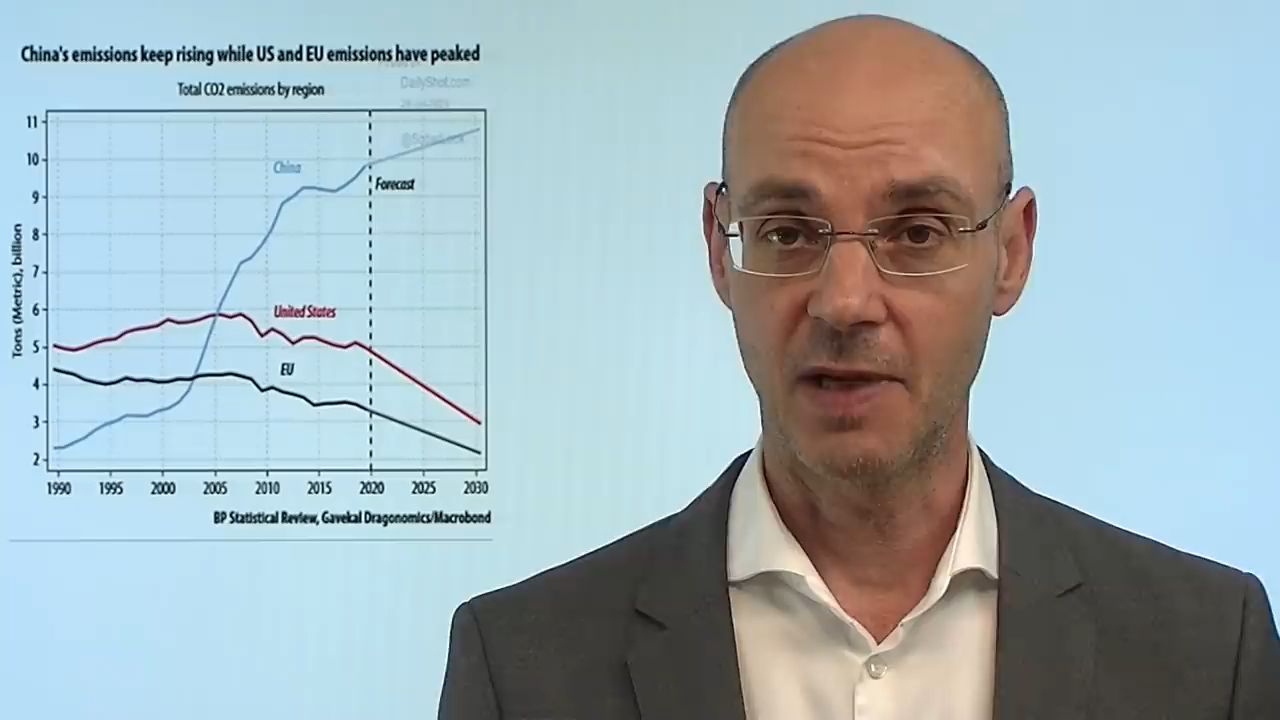 China's emissions keep rising while US and EU emissions have peaked
Total CO2 emissions by region
DailyShot.com
Tons (Metric), billion
11
10
9
8
7
6
5
4
3
2
China
Forecast
United States
EU
1990 1995 2000 2005 2010 2015 2020 2025 2030
BP Statistical Review, Gavekal Dragonomics/Macrobond